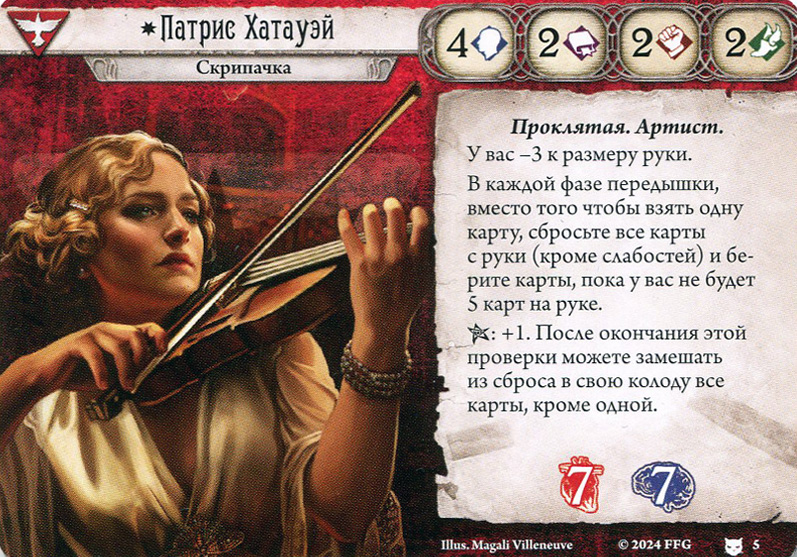 Патрис Хатауэй
Скрипачка
4 2 2 2
Проклятая. Артист.
У вас –3 к размеру руки.
В каждой фазе передышки,
вместо того чтобы взять одну
карту, сбросьте все карты
с руки (кроме слабостей) и бе-
рите карты, пока у вас не будет
5 карт на руке.
: +1. После окончания этой
проверки можете замешать
из сброса в свою колоду все
карты, кроме одной.
7 7
Illus. Magali Villeneuve © 2024 FFG 5